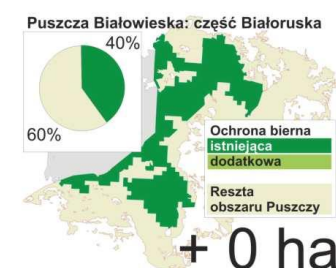 Puszcza Białowieska: część Białoruska
40%
60%
Ochrona bierna
istniejąca
dodatkowa
Reszta
obszaru Puszczy
+ 0 ha